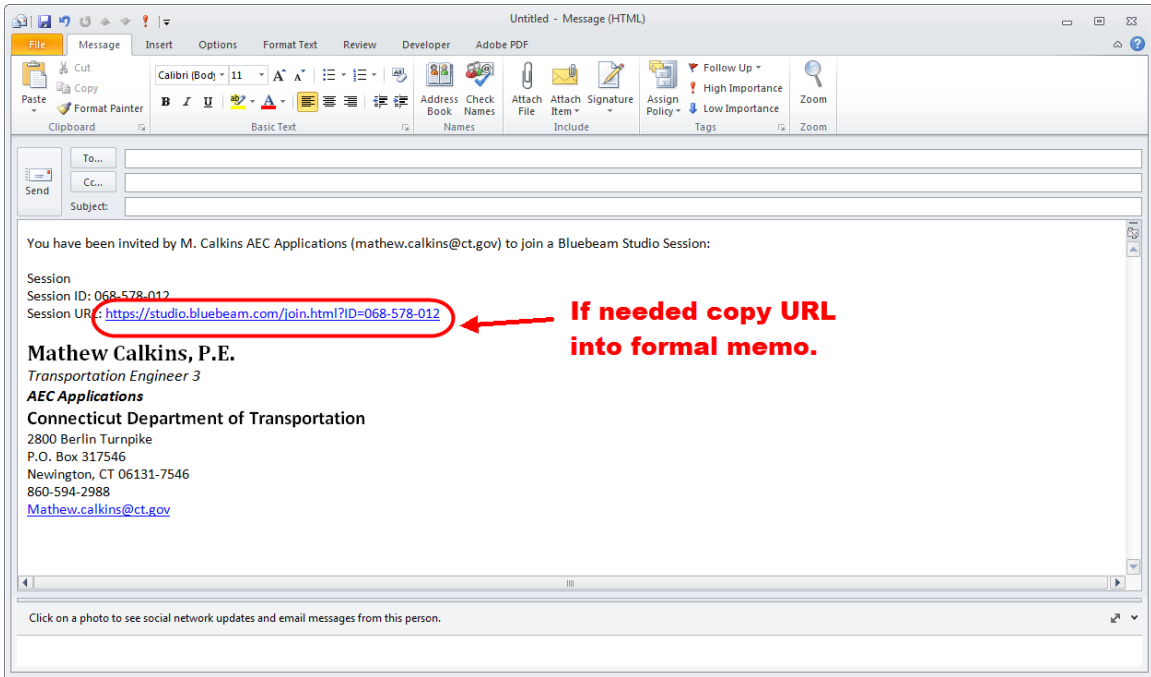 Untitled - Message (HTML)
File Message Insert Options Format Text Review Developer Adobe PDF
Paste
Cut
Copy
Format Painter
Clipboard
Calibri (Body 11
B I U
Basic Text
Address Book
Check Names
Names
Attach File
Attach Item
Signature
Include
Assign Policy
Follow Up
High Importance
Low Importance
Tags
Zoom
Zoom
Send
To...
Cc...
Subject:
You have been invited by M. Calkins AEC Applications (mathew.calkins@ct.gov) to join a Bluebeam Studio Session:
Session
Session ID: 068-578-012
Session URL: https://studio.bluebeam.com/join.html?ID=068-578-012
If needed copy URL
into formal memo.
Mathew Calkins, P.E.
Transportation Engineer 3
AEC Applications
Connecticut Department of Transportation
2800 Berlin Turnpike
P.O. Box 317546
Newington, CT 06131-7546
860-594-2988
Mathew.calkins@ct.gov
Click on a photo to see social network updates and email messages from this person.